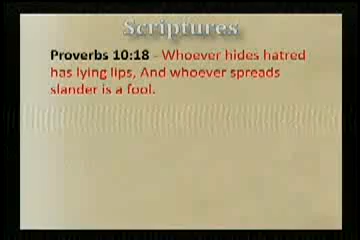 Scriptures
Proverbs 10:18 - Whoever hides hatred
has lying lips, And whoever spreads
slander is a fool.